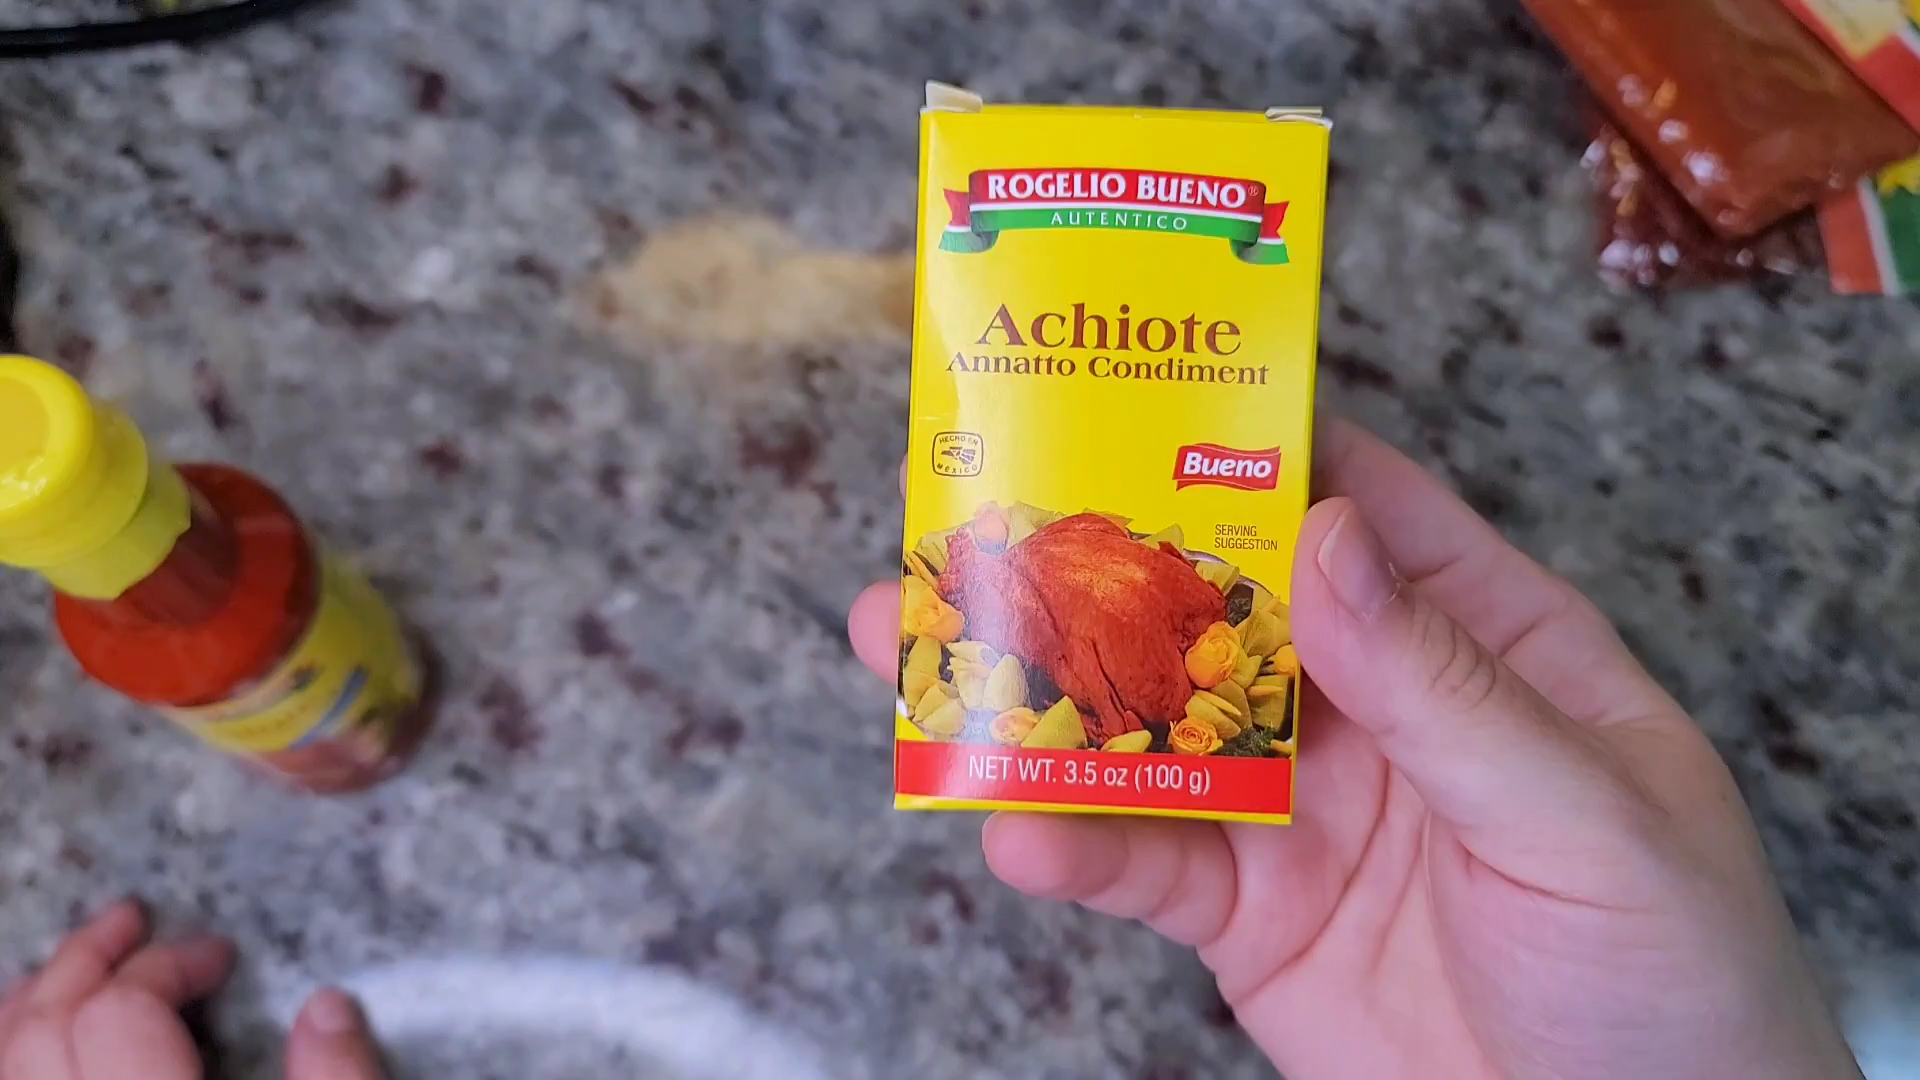 ROGELIO BUENO®
AUTENTICO
Achiote
Annatto Condiment
HECHO EN
MEXICO
Bueno
SERVING
SUGGESTION
NET WT. 3.5 oz (100 g)